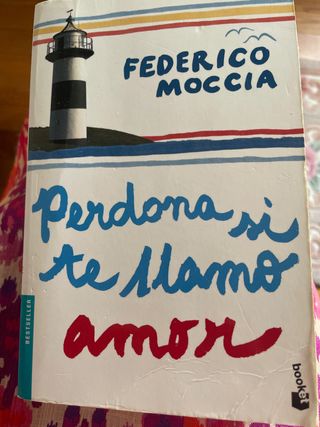 FEDERICO
MOCCIA
Perdona si
te llamo
amor
BESTSELLER
booket